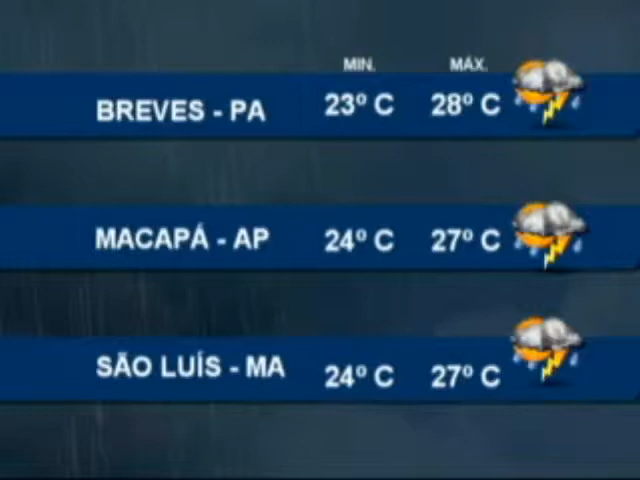 MIN. MÁX.
BREVES - PA 23º C 28º C
MACAPÁ - AP 24º C 27º C
SÃO LUÍS - MA 24º C 27º C